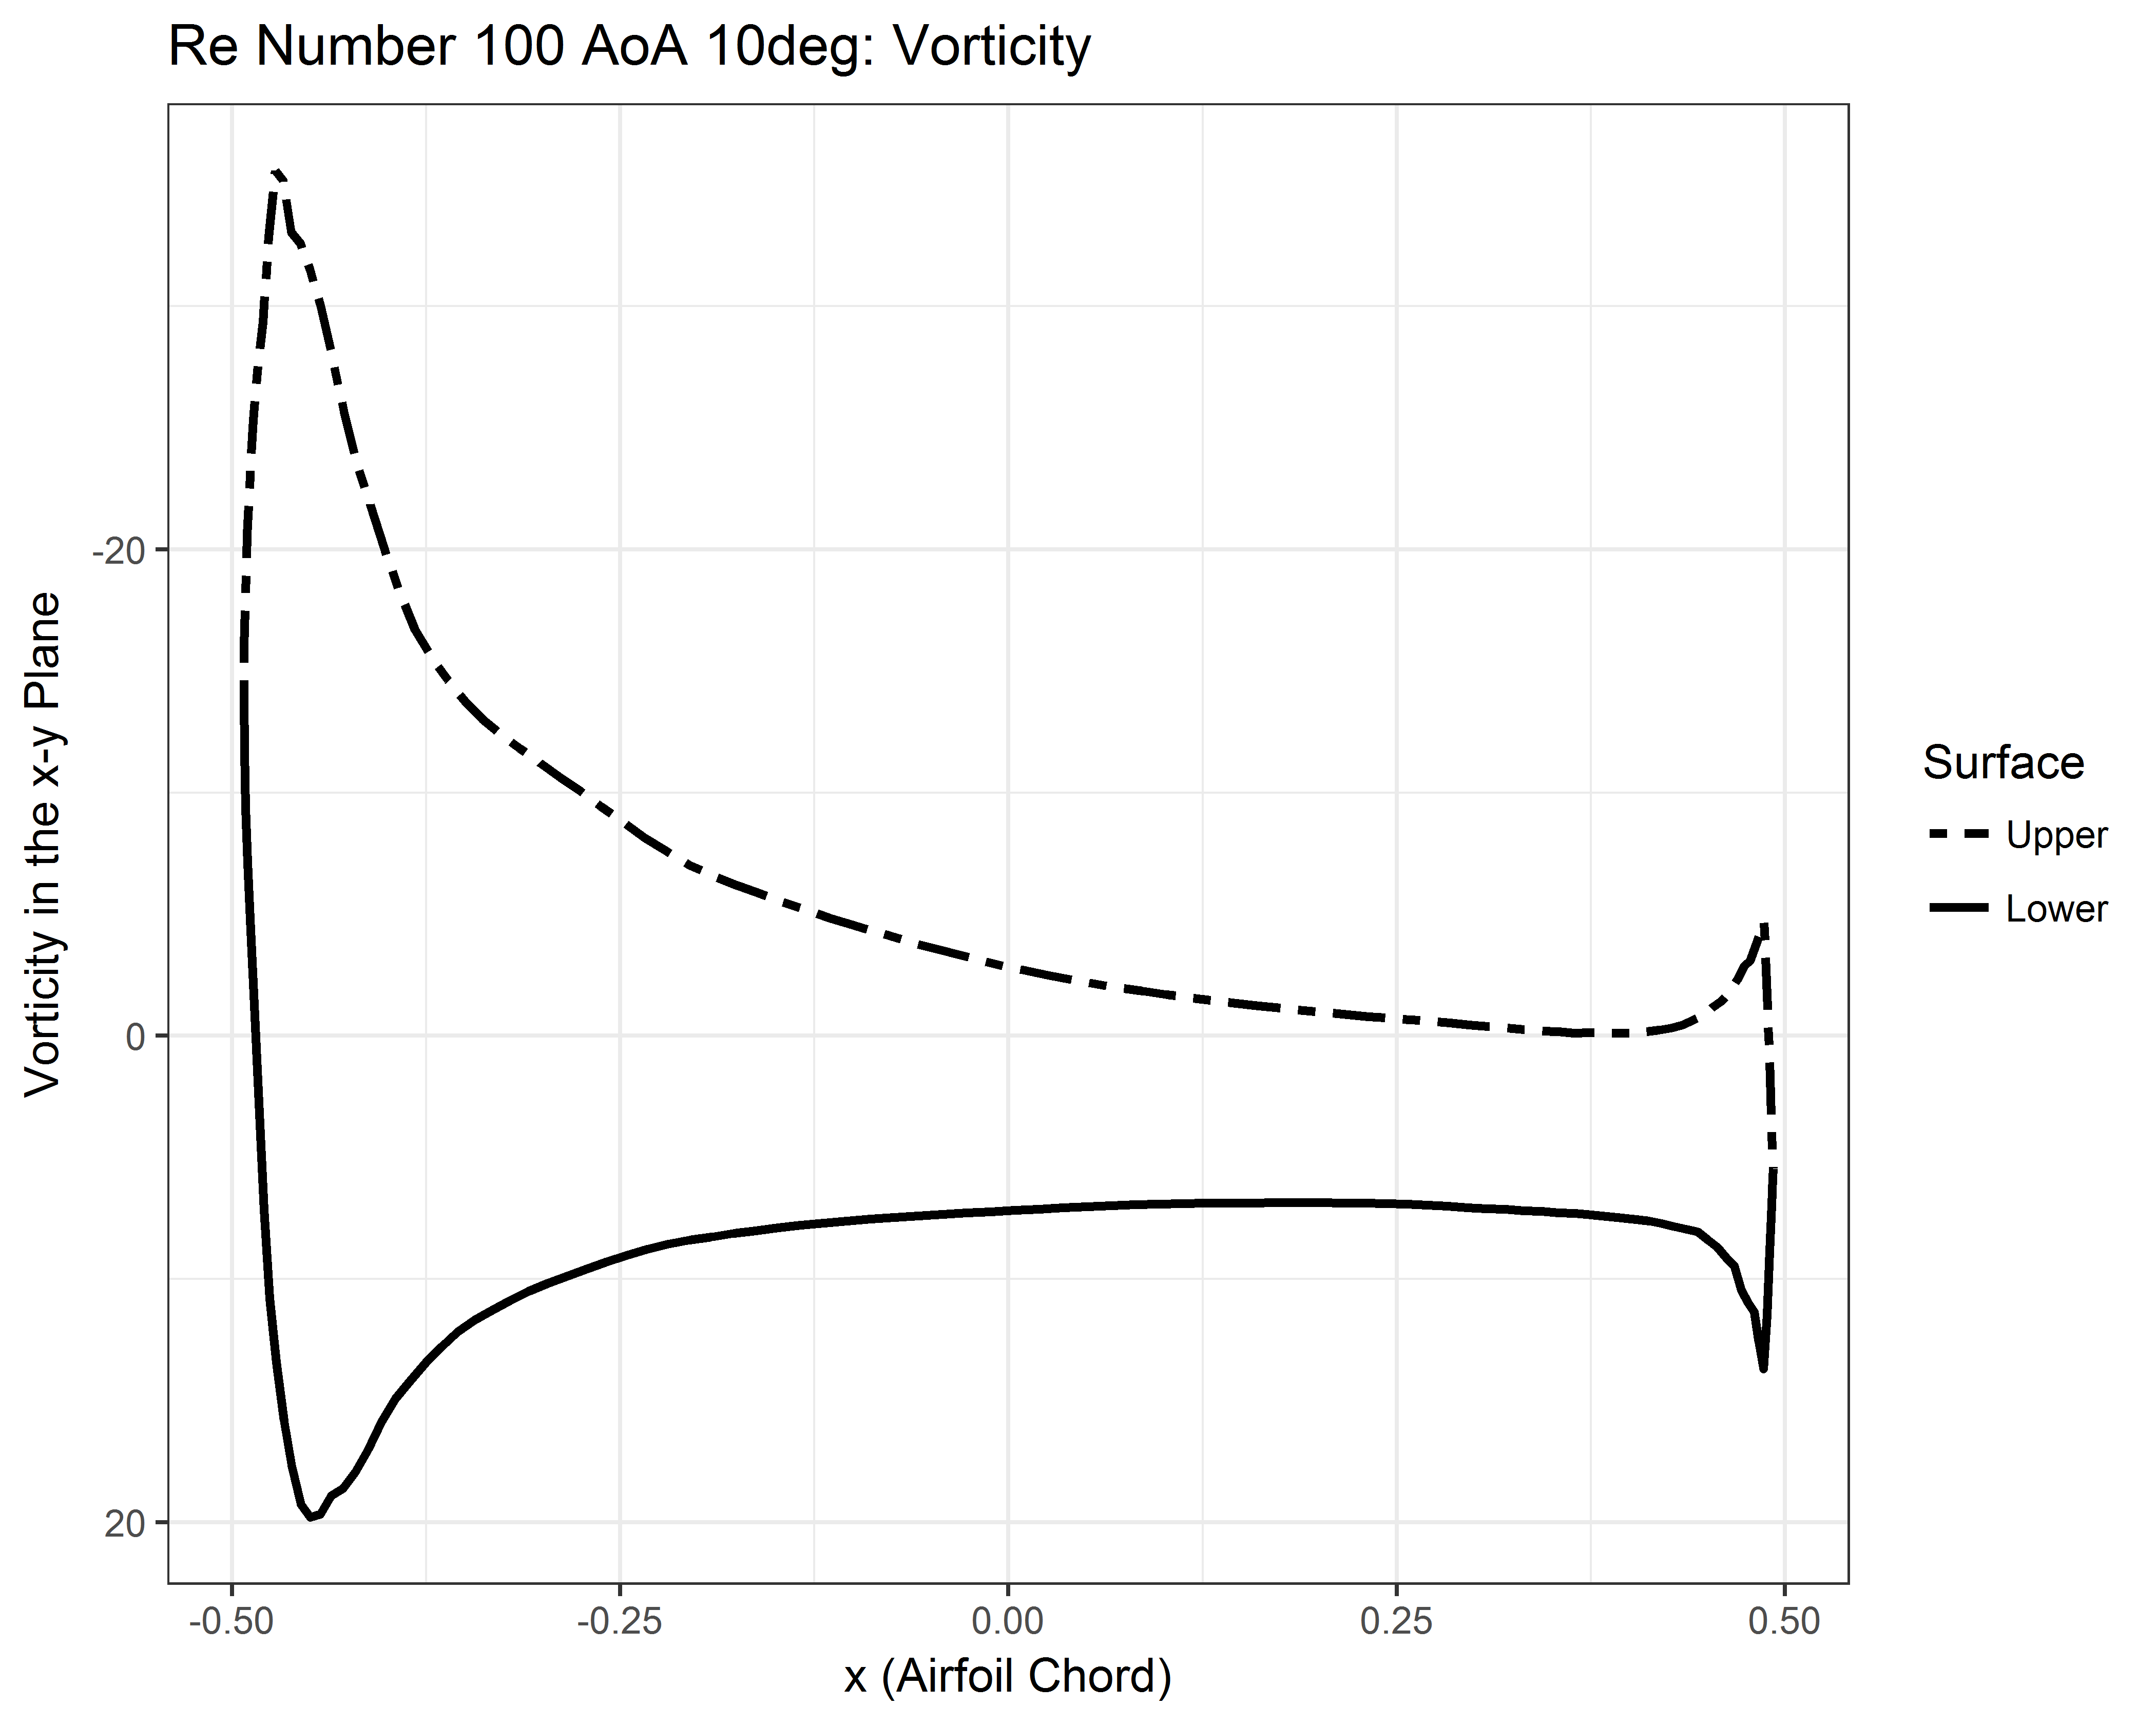 Re Number 100 AoA 10deg: Vorticity
Vorticity in the x-y Plane
-20
0
20
-0.50
-0.25
0.00
0.25
0.50
x (Airfoil Chord)
Surface
Upper
Lower